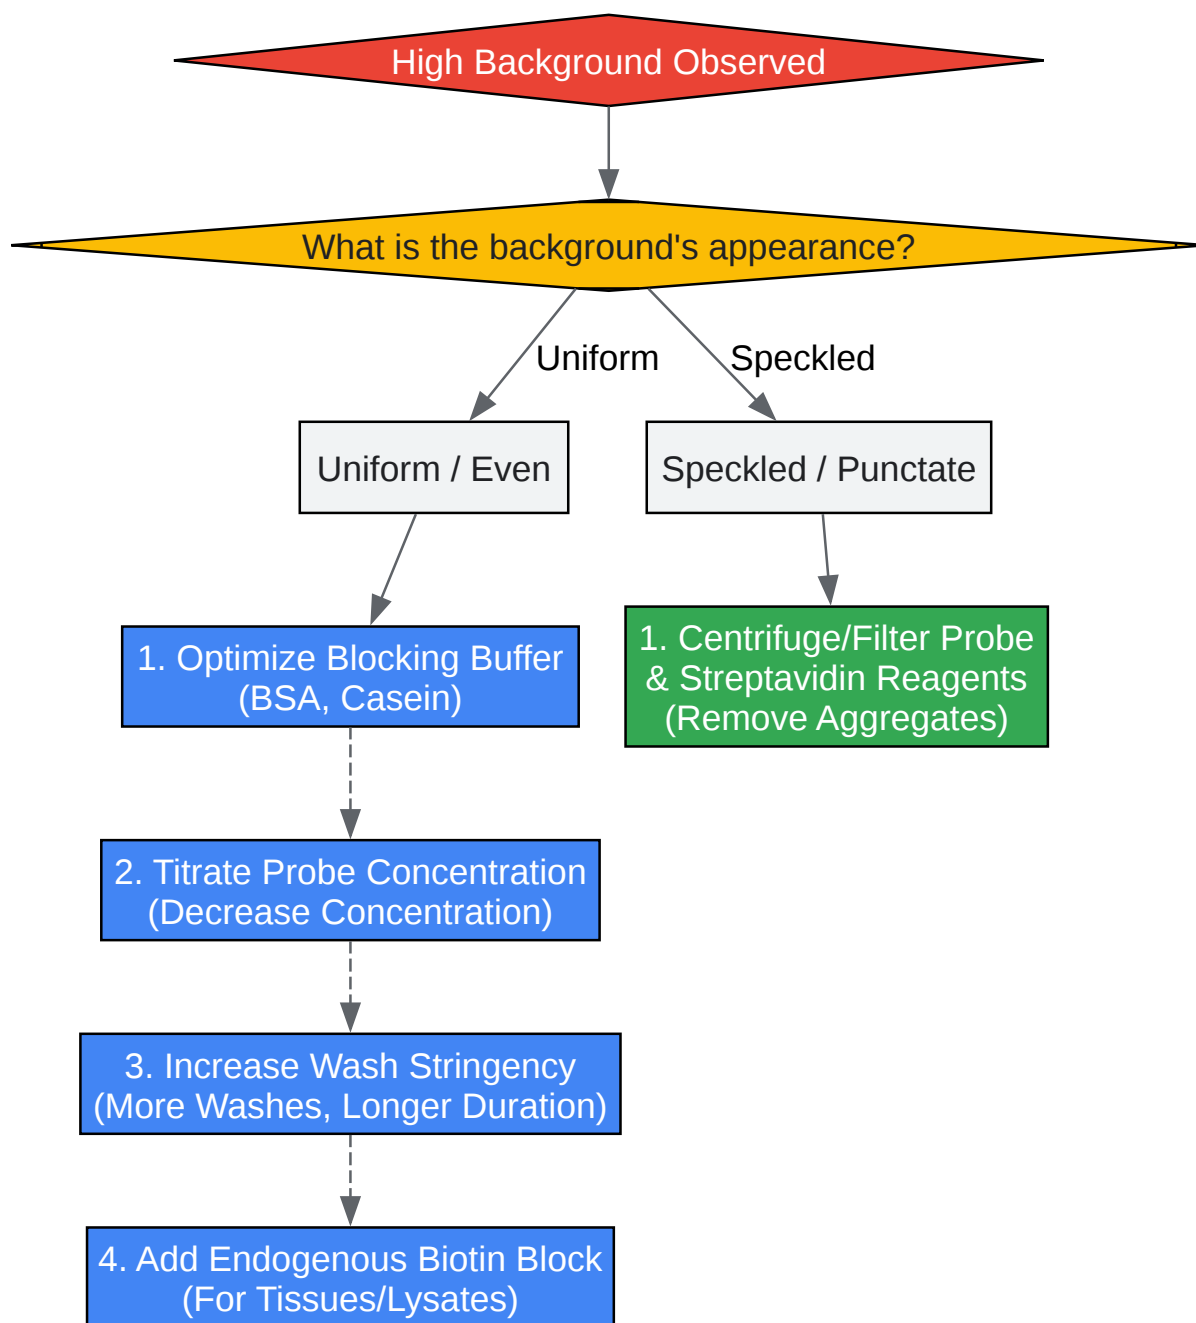 High Background Observed
What is the background's appearance?
Uniform
Speckled
Uniform / Even
Speckled / Punctate
1. Optimize Blocking Buffer
(BSA, Casein)
1. Centrifuge/Filter Probe
& Streptavidin Reagents
(Remove Aggregates)
2. Titrate Probe Concentration
(Decrease Concentration)
3. Increase Wash Stringency
(More Washes, Longer Duration)
4. Add Endogenous Biotin Block
(For Tissues/Lysates)